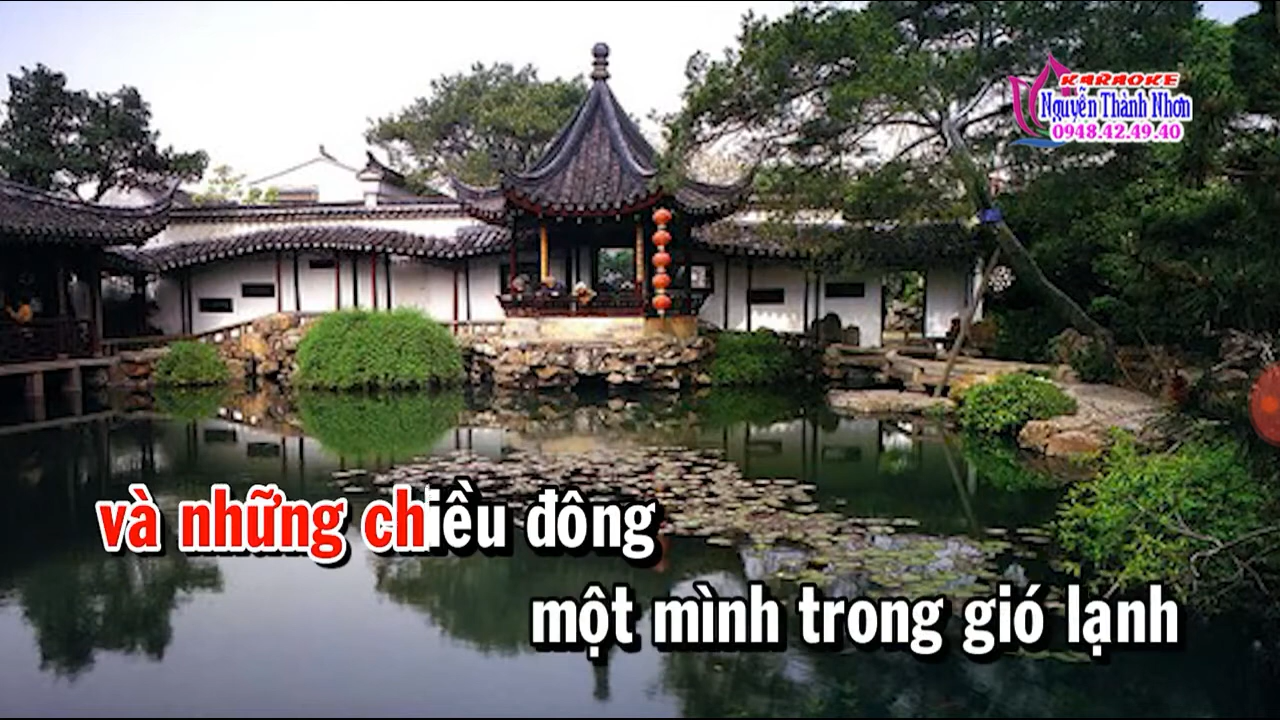 KARAOKE
Nguyễn Thành Nhơn
0948.42.49.40
và những chiều đông
một mình trong gió lạnh